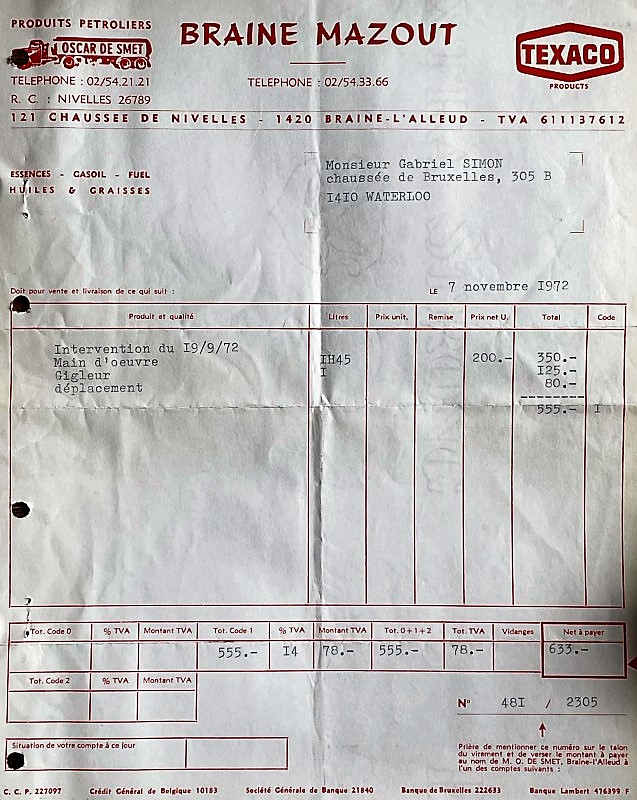 PRODUITS PETROLIERS
OSCAR DE SMET
BRAINE MAZOUT
TEXACO
PRODUCTS
TELEPHONE : 02/54.21.21
TELEPHONE : 02/54.33.66
R. C. : NIVELLES 26789
121 CHAUSSEE DE NIVELLES - 1420 BRAINE-L'ALLEUD - TVA 611137612
ESSENCES - GASOIL - FUEL
HUILES & GRAISSES
Monsieur Gabriel SIMON
chaussée de Bruxelles, 305 B
I4I0 WATERLOO
Doit pour vente et livraison de ce qui suit :
LE 7 novembre I972
Produit et qualité Litres Prix unit. Remise Prix net U. Total Code
Intervention du I9/9/72
Main d'oeuvre IH45 200.- 350.-
Gigleur I 125.-
déplacement 80.-
555.- I
Tot. Code 0 % TVA Montant TVA Tot. Code 1 % TVA Montant TVA Tot. 0+1+2 Tot. TVA Vidanges Net à payer
555.- I4 78.- 555.- 78.- 633.-
Tot. Code 2 % TVA Montant TVA
N° 48I / 2305
Situation de votre compte à ce jour
Prière de mentionner ce numéro sur le talon
du virement et de verser le montant à payer
au nom de M. O. DE SMET, Braine-l'Alleud à
l'un des comptes suivants :
C. C. P. 227097 Crédit Général de Belgique 10183 Société Générale de Banque 21840 Banque de Bruxelles 222633 Banque Lambert 476399 F